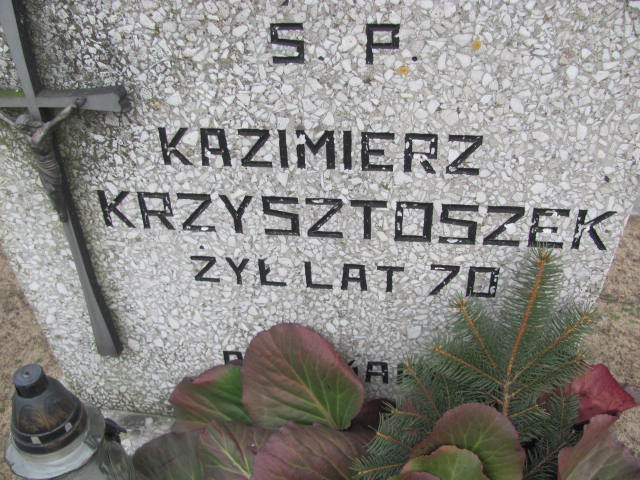 Ś. P.
KAZIMIERZ
KRZYSZTOSZEK
ŻYŁ LAT 70